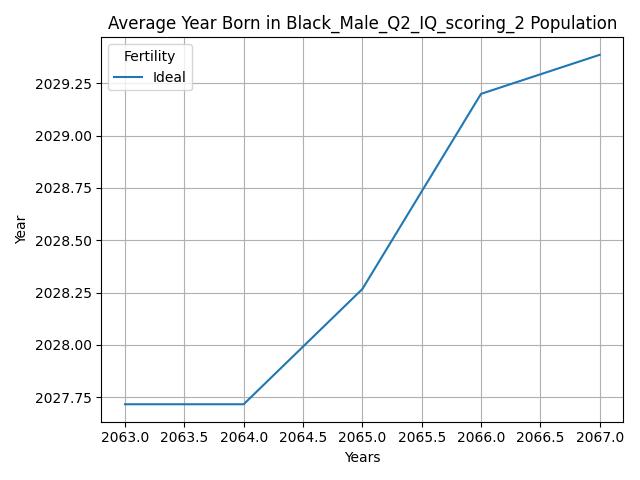 Average Year Born in Black_Male_Q2_IQ_scoring_2 Population
Fertility
Ideal
2029.25
2029.00
2028.75
2028.50
2028.25
2028.00
2027.75
Year
2063.0 2063.5 2064.0 2064.5 2065.0 2065.5 2066.0 2066.5 2067.0
Years